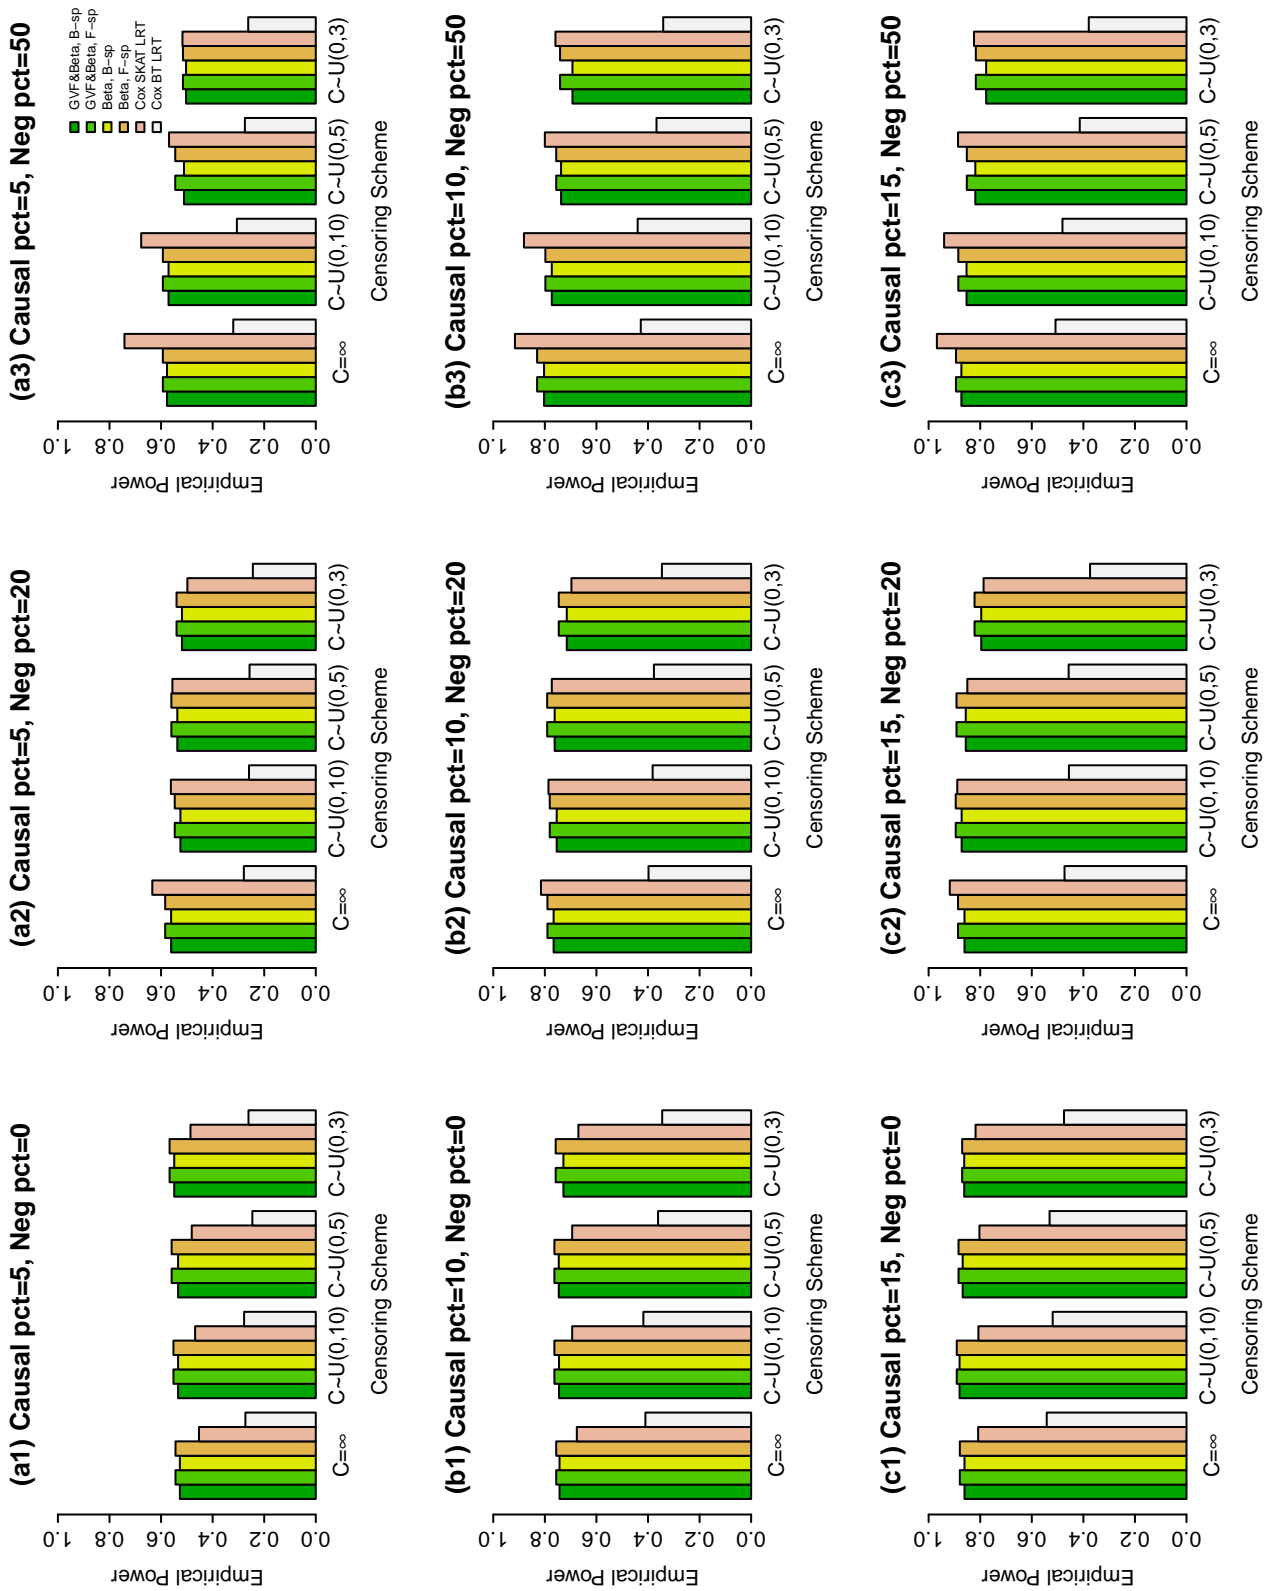 (a1) Causal pct=5, Neg pct=0
Empirical Power
1.0
0.8
0.6
0.4
0.2
0.0
C=∞ C~U(0,10) C~U(0,5) C~U(0,3)
Censoring Scheme
(a2) Causal pct=5, Neg pct=20
Empirical Power
1.0
0.8
0.6
0.4
0.2
0.0
C=∞ C~U(0,10) C~U(0,5) C~U(0,3)
Censoring Scheme
(a3) Causal pct=5, Neg pct=50
GVF&Beta, B-sp
GVF&Beta, F-sp
Beta, B-sp
Beta, F-sp
Cox SKAT LRT
Cox BT LRT
Empirical Power
1.0
0.8
0.6
0.4
0.2
0.0
C=∞ C~U(0,10) C~U(0,5) C~U(0,3)
Censoring Scheme
(b1) Causal pct=10, Neg pct=0
Empirical Power
1.0
0.8
0.6
0.4
0.2
0.0
C=∞ C~U(0,10) C~U(0,5) C~U(0,3)
Censoring Scheme
(b2) Causal pct=10, Neg pct=20
Empirical Power
1.0
0.8
0.6
0.4
0.2
0.0
C=∞ C~U(0,10) C~U(0,5) C~U(0,3)
Censoring Scheme
(b3) Causal pct=10, Neg pct=50
Empirical Power
1.0
0.8
0.6
0.4
0.2
0.0
C=∞ C~U(0,10) C~U(0,5) C~U(0,3)
Censoring Scheme
(c1) Causal pct=15, Neg pct=0
Empirical Power
1.0
0.8
0.6
0.4
0.2
0.0
C=∞ C~U(0,10) C~U(0,5) C~U(0,3)
Censoring Scheme
(c2) Causal pct=15, Neg pct=20
Empirical Power
1.0
0.8
0.6
0.4
0.2
0.0
C=∞ C~U(0,10) C~U(0,5) C~U(0,3)
Censoring Scheme
(c3) Causal pct=15, Neg pct=50
Empirical Power
1.0
0.8
0.6
0.4
0.2
0.0
C=∞ C~U(0,10) C~U(0,5) C~U(0,3)
Censoring Scheme